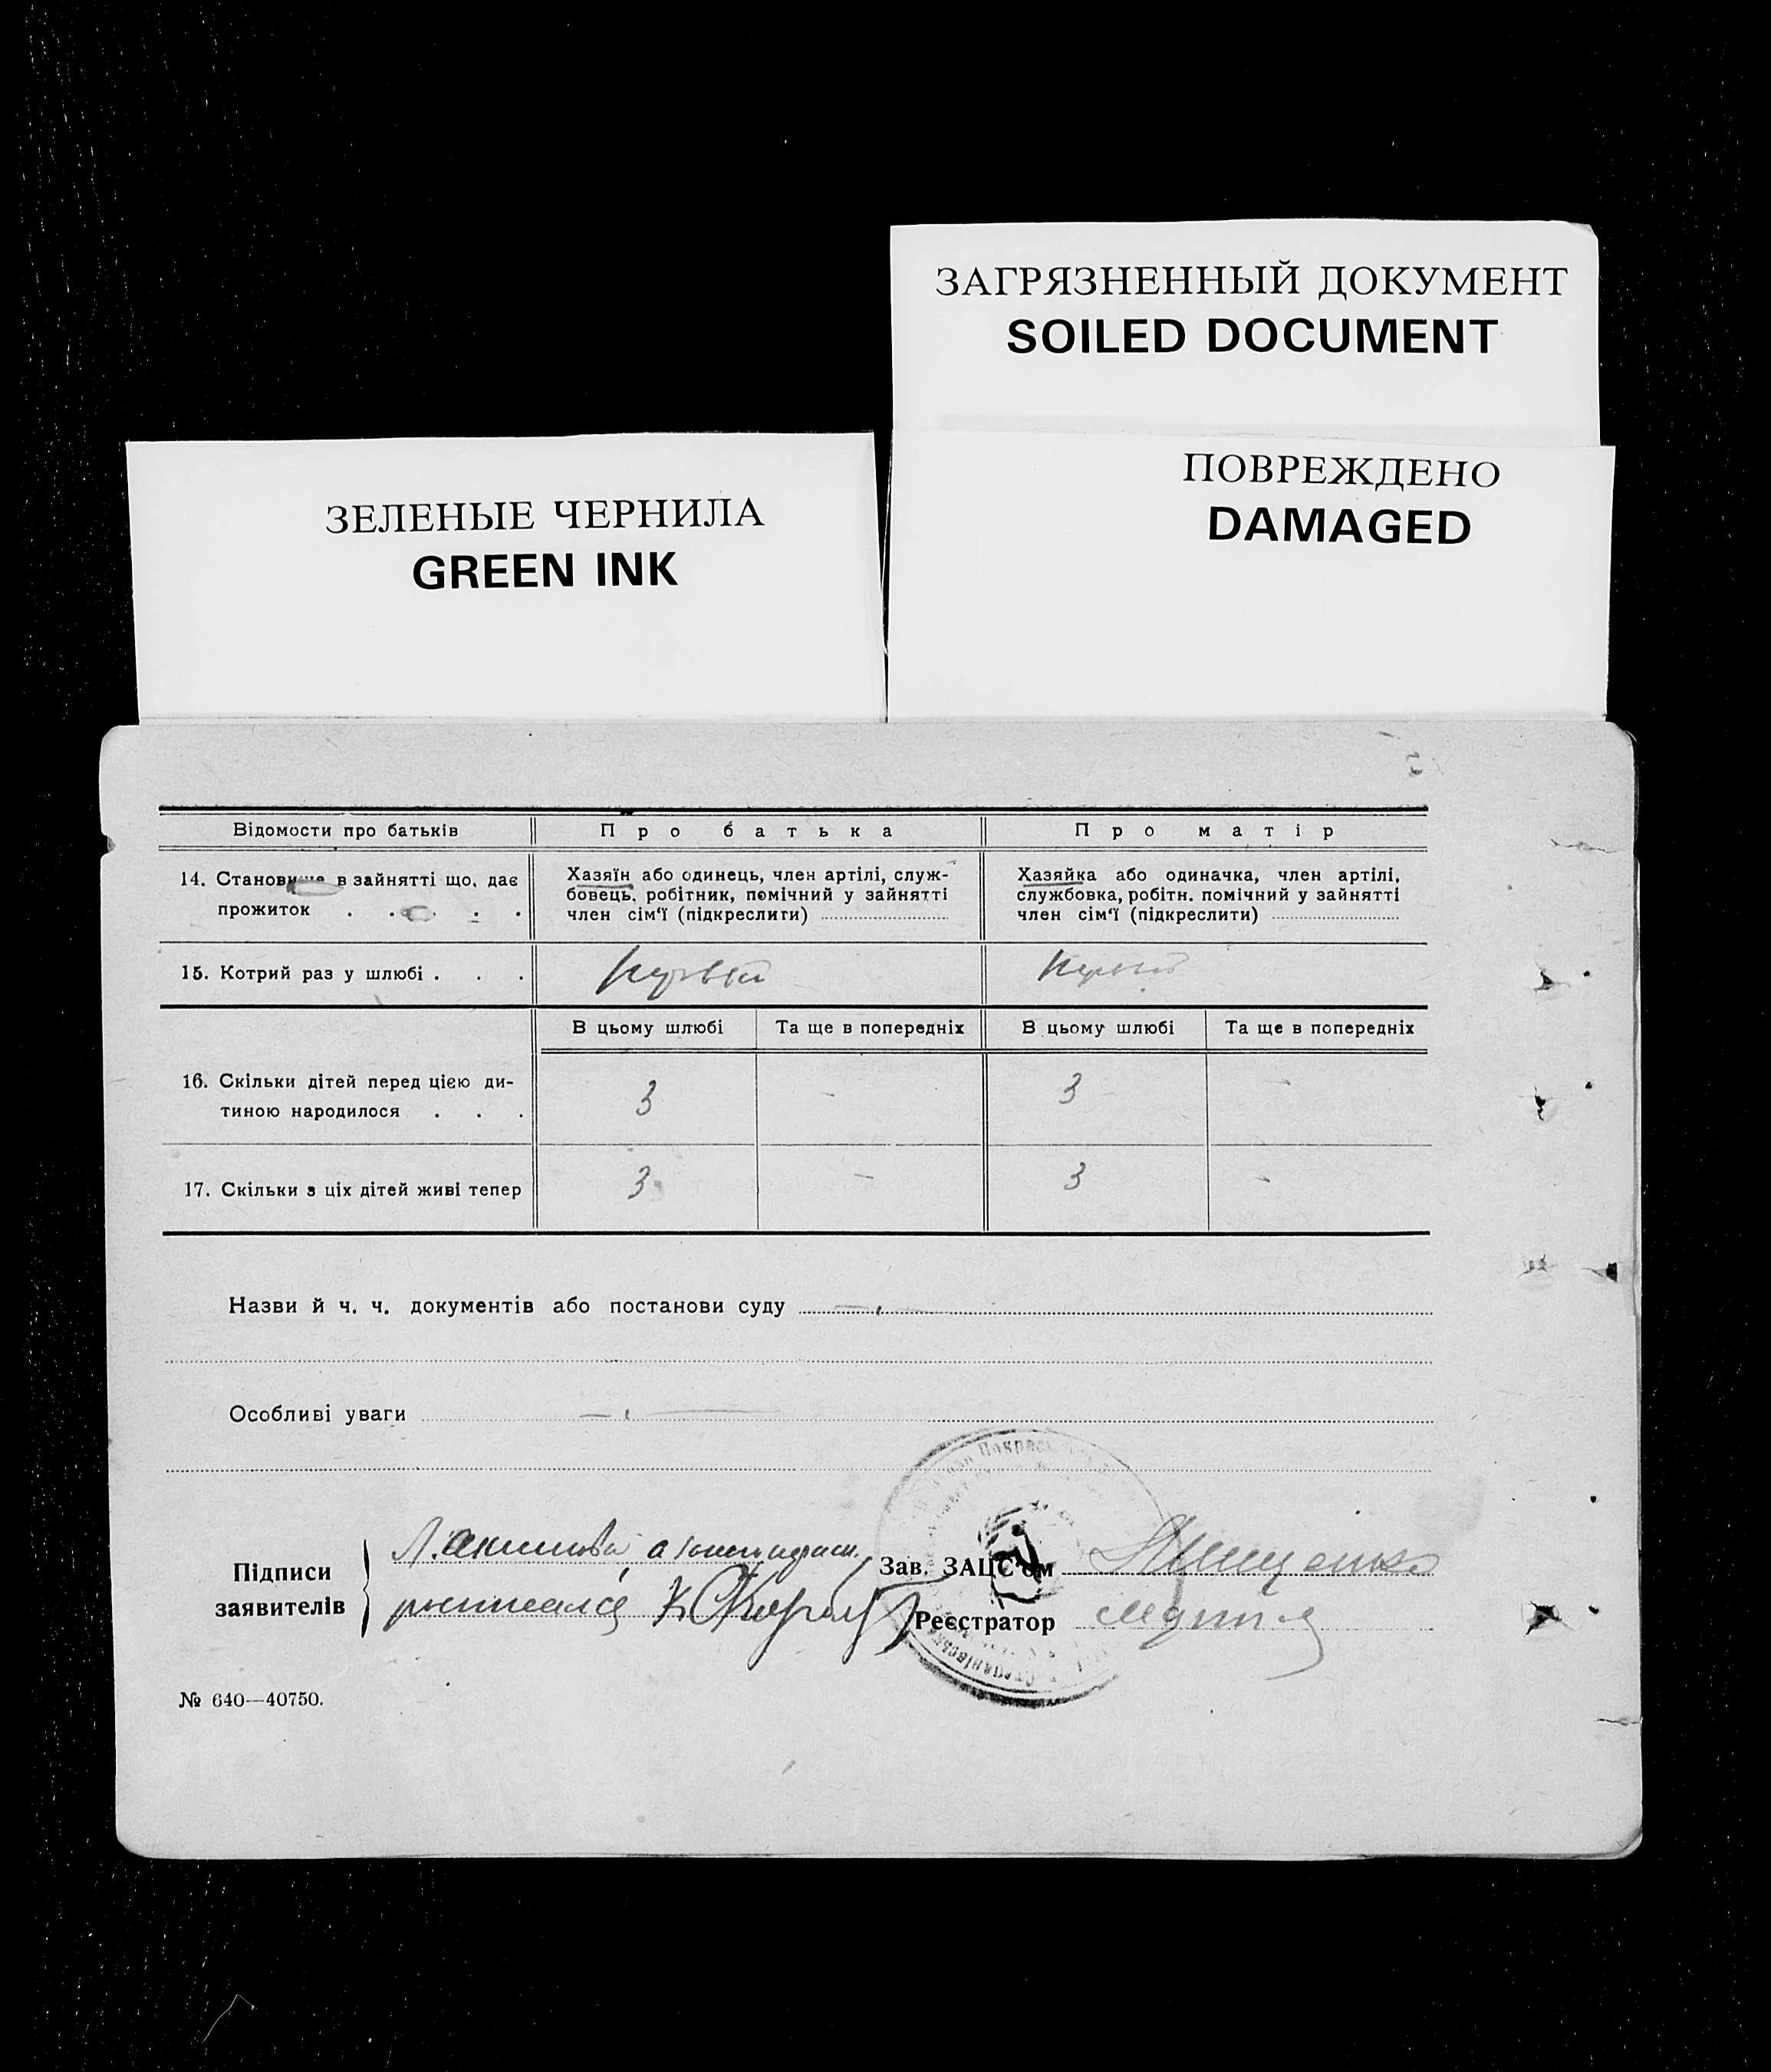 ЗАГРЯЗНЕННЫЙ ДОКУМЕНТ
SOILED DOCUMENT
ПОВРЕЖДЕНО
DAMAGED
ЗЕЛЕНЫЕ ЧЕРНИЛА
GREEN INK
Відомости про батьків
Про батька
Про матір
14. Становище в зайнятті що, дає
прожиток . . . . .
Хазяїн або одинець, член артілі, служ-
бовець, робітник, помічний у зайнятті
член сім'ї (підкреслити)
Хазяйка або одиначка, член артілі,
службовка, робітн. помічний у зайнятті
член сім'ї (підкреслити)
15. Котрий раз у шлюбі . . .
В цьому шлюбі
Та ще в попередніх
В цьому шлюбі
Та ще в попередніх
16. Скільки дітей перед цією ди-
тиною народилося . . .
3
-
3
-
17. Скільки з ціх дітей живі тепер
3
-
3
-
Назви й ч. ч. документів або постанови суду
Особливі уваги
Підписи
заявителів
Зав. ЗАЦС'ом
Реєстратор
№ 640—40750.